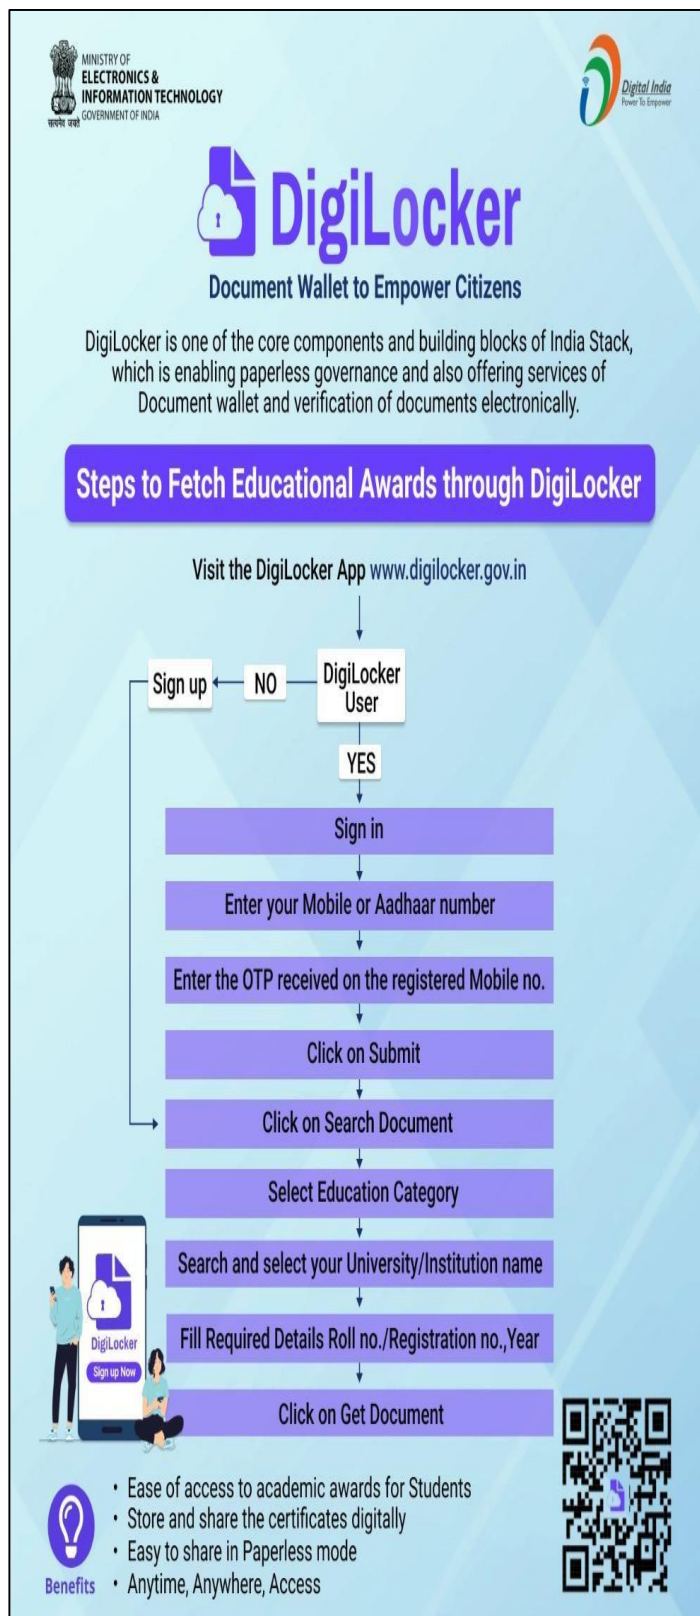 MINISTRY OF
ELECTRONICS &
INFORMATION TECHNOLOGY
GOVERNMENT OF INDIA
सत्यमेव जयते
Digital India
Power To Empower
DigiLocker
Document Wallet to Empower Citizens
DigiLocker is one of the core components and building blocks of India Stack,
which is enabling paperless governance and also offering services of
Document wallet and verification of documents electronically.
Steps to Fetch Educational Awards through DigiLocker
Visit the DigiLocker App www.digilocker.gov.in
Sign up
NO
DigiLocker
User
YES
Sign in
Enter your Mobile or Aadhaar number
Enter the OTP received on the registered Mobile no.
Click on Submit
Click on Search Document
Select Education Category
Search and select your University/Institution name
Fill Required Details Roll no./Registration no.,Year
Click on Get Document
DigiLocker
Sign up Now
Benefits
• Ease of access to academic awards for Students
• Store and share the certificates digitally
• Easy to share in Paperless mode
• Anytime, Anywhere, Access